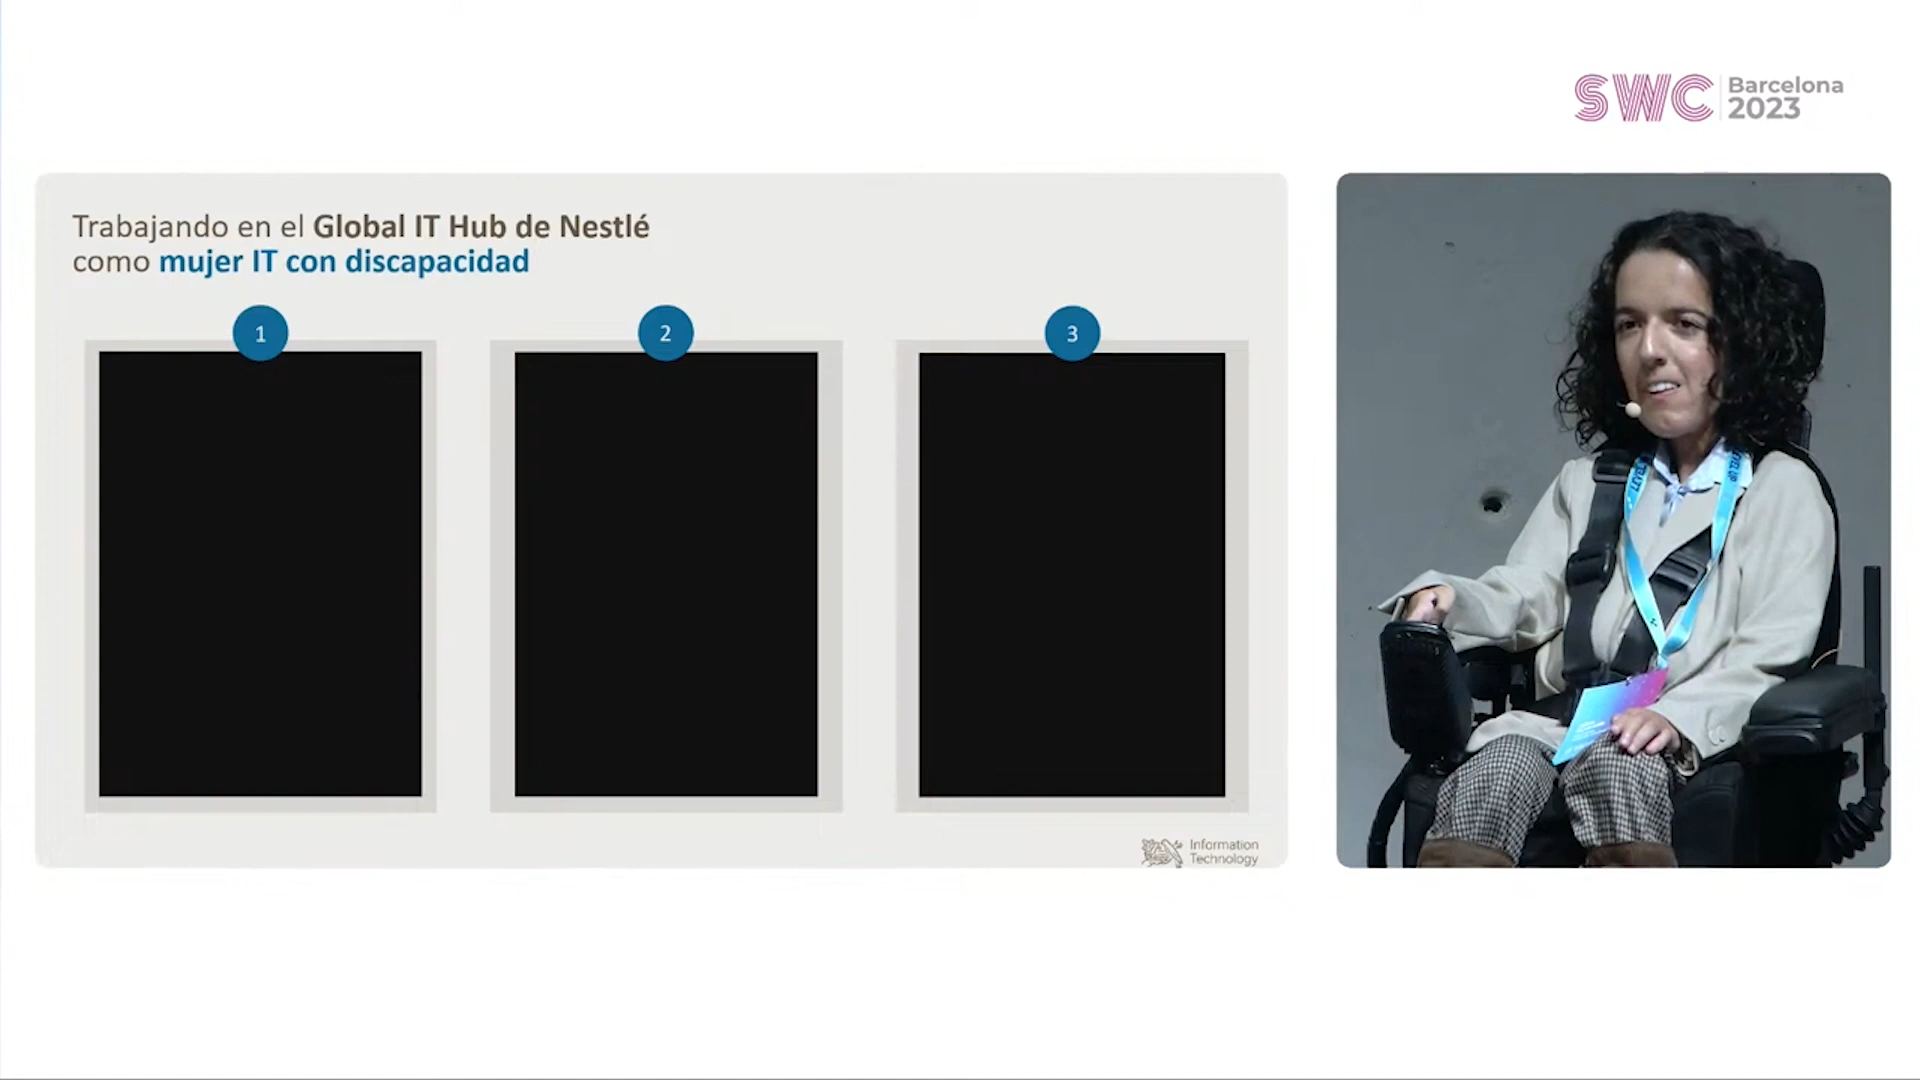 SWC Barcelona
2023
Trabajando en el Global IT Hub de Nestlé
como mujer IT con discapacidad
1 2 3
Information
Technology